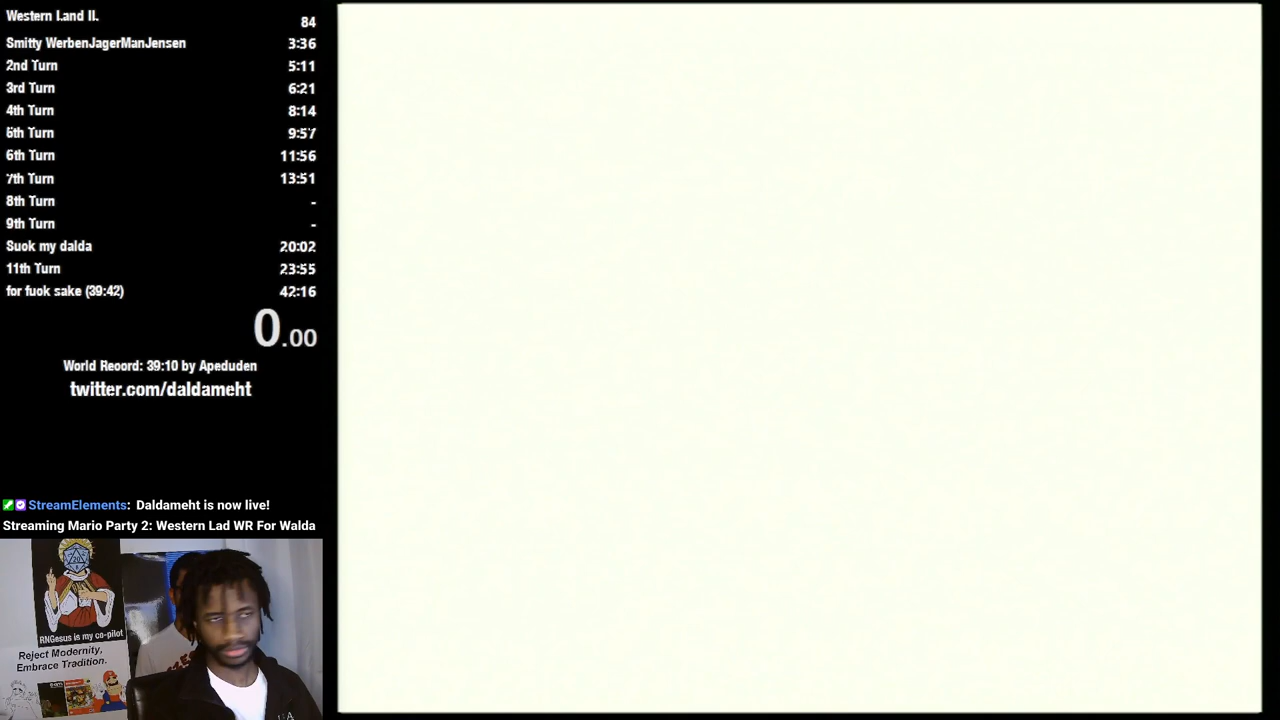 Western Land II.
84
Smitty WerbenJagerManJensen 3:36
2nd Turn 5:11
3rd Turn 6:21
4th Turn 8:14
5th Turn 9:57
6th Turn 11:56
7th Turn 13:51
8th Turn -
9th Turn -
Suok my dalda 20:02
11th Turn 23:55
for fuok sake (39:42) 42:16
0.00
World Reoord: 39:10 by Apeduden
twitter.com/daldameht
StreamElements: Daldameht is now live!
Streaming Mario Party 2: Western Lad WR For Walda
RNGesus is my co-pilot
Reject Modernity,
Embrace Tradition.